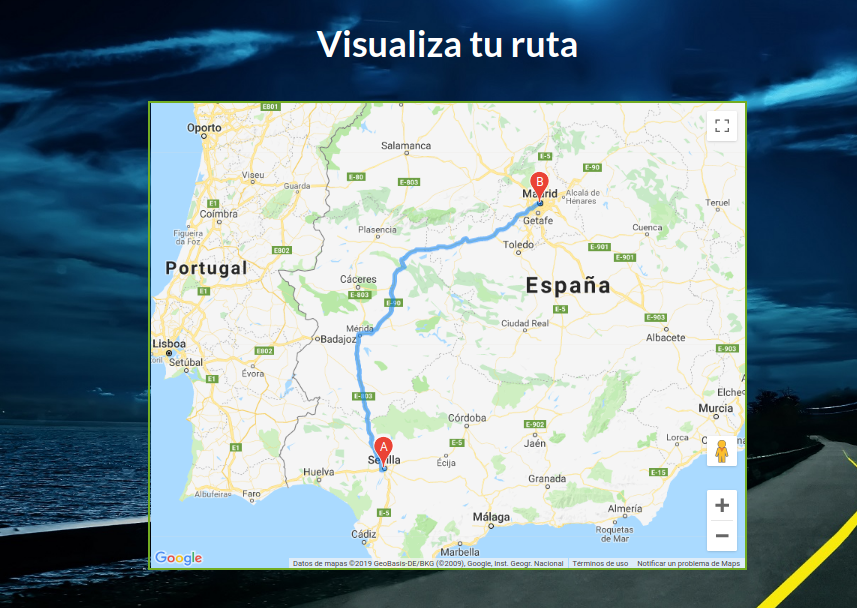 Visualiza tu ruta
E801
Oporto
Salamanca
E-5
E-90
Viseu
E-80
E-803
Guarda
B
Madrid
Alcalá de
Henares
E1
Coímbra
Plasencia
Getafe
Teruel
Figueira
da Foz
Cuenca
E802
Toledo
E-901
E-901
Portugal
Cáceres
España
E1
E-803
E-90
E-5
Mérida
Ciudad Real
E-903
Badajoz
Albacete
Lisboa
E802
E-903
Setúbal
Évora
E1
E-803
Elche
Murcia
Córdoba
E-902
Lorca
E1
A
E-5
Jaén
Sevilla
Écija
Huelva
E-15
Granada
Albufeira
Faro
E-5
Málaga
Almería
Cádiz
Roquetas
de Mar
Marbella
Google
Datos de mapas ©2019 GeoBasis-DE/BKG (©2009), Google, Inst. Geogr. Nacional
Términos de uso
Notificar un problema de Maps